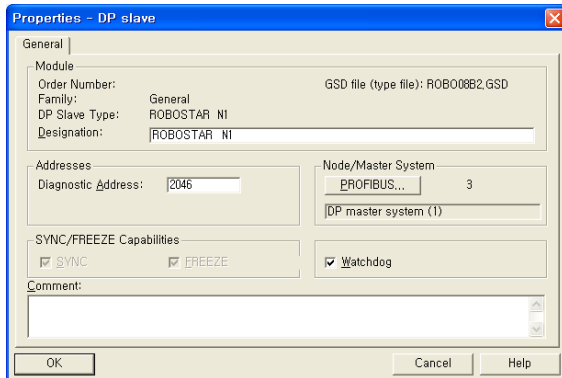 Properties - DP slave
General
Module
Order Number:
GSD file (type file): ROBO08B2,GSD
Family: General
DP Slave Type: ROBOSTAR N1
Designation: ROBOSTAR N1
Addresses
Diagnostic Address: 2046
Node/Master System
PROFIBUS... 3
DP master system (1)
SYNC/FREEZE Capabilities
SYNC FREEZE
Watchdog
Comment:
OK Cancel Help